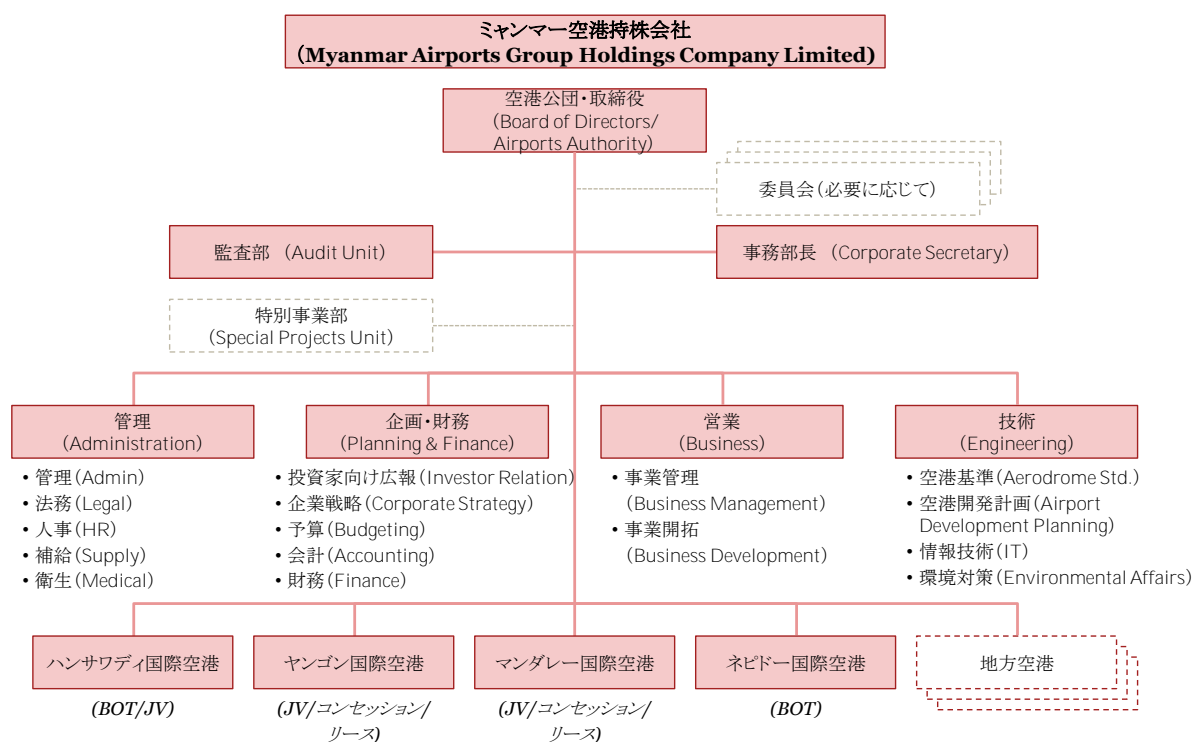 ミャンマー空港持株会社
(Myanmar Airports Group Holdings Company Limited)
空港公団・取締役
(Board of Directors/
Airports Authority)
委員会(必要に応じて)
監査部 (Audit Unit)
事務部長 (Corporate Secretary)
特別事業部
(Special Projects Unit)
管理
(Administration)
• 管理(Admin)
• 法務(Legal)
• 人事(HR)
• 補給(Supply)
• 衛生(Medical)
企画・財務
(Planning & Finance)
• 投資家向け広報(Investor Relation)
• 企業戦略(Corporate Strategy)
• 予算(Budgeting)
• 会計(Accounting)
• 財務(Finance)
営業
(Business)
• 事業管理
(Business Management)
• 事業開拓
(Business Development)
技術
(Engineering)
• 空港基準(Aerodrome Std.)
• 空港開発計画(Airport
Development Planning)
• 情報技術(IT)
• 環境対策(Environmental Affairs)
ハンサワディ国際空港
(BOT/JV)
ヤンゴン国際空港
(JV/コンセッション/
リース)
マンダレー国際空港
(JV/コンセッション/
リース)
ネピドー国際空港
(BOT)
地方空港